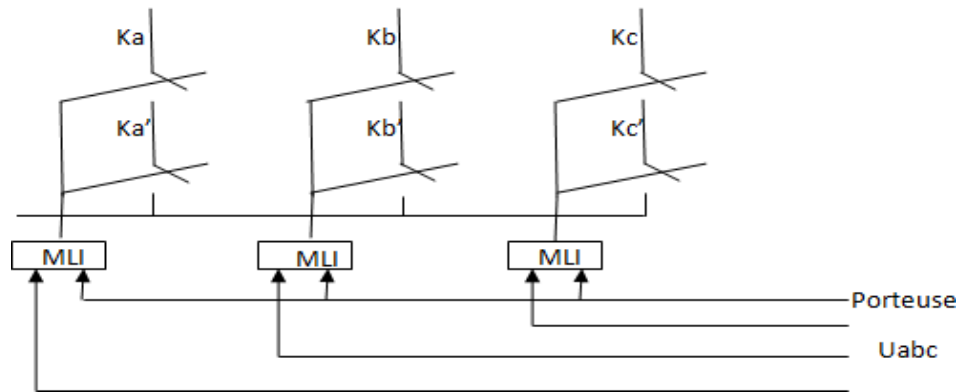 Ka Kb Kc
Ka' Kb' Kc'
MLI MLI MLI
Porteuse
Uabc